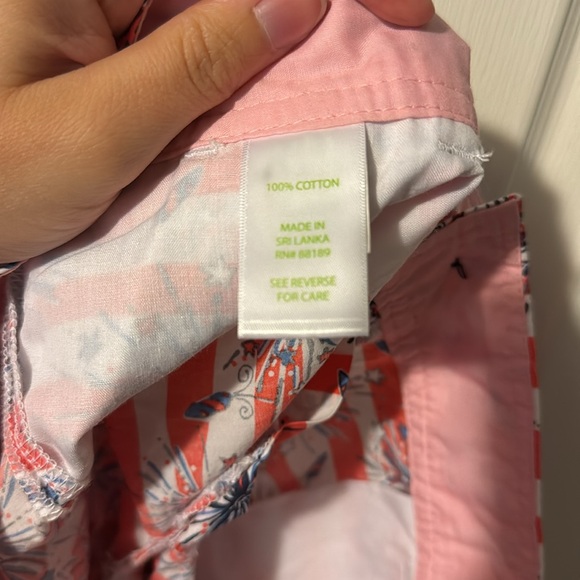 100% COTTON
MADE IN
SRI LANKA
RN# 88189
SEE REVERSE
FOR CARE